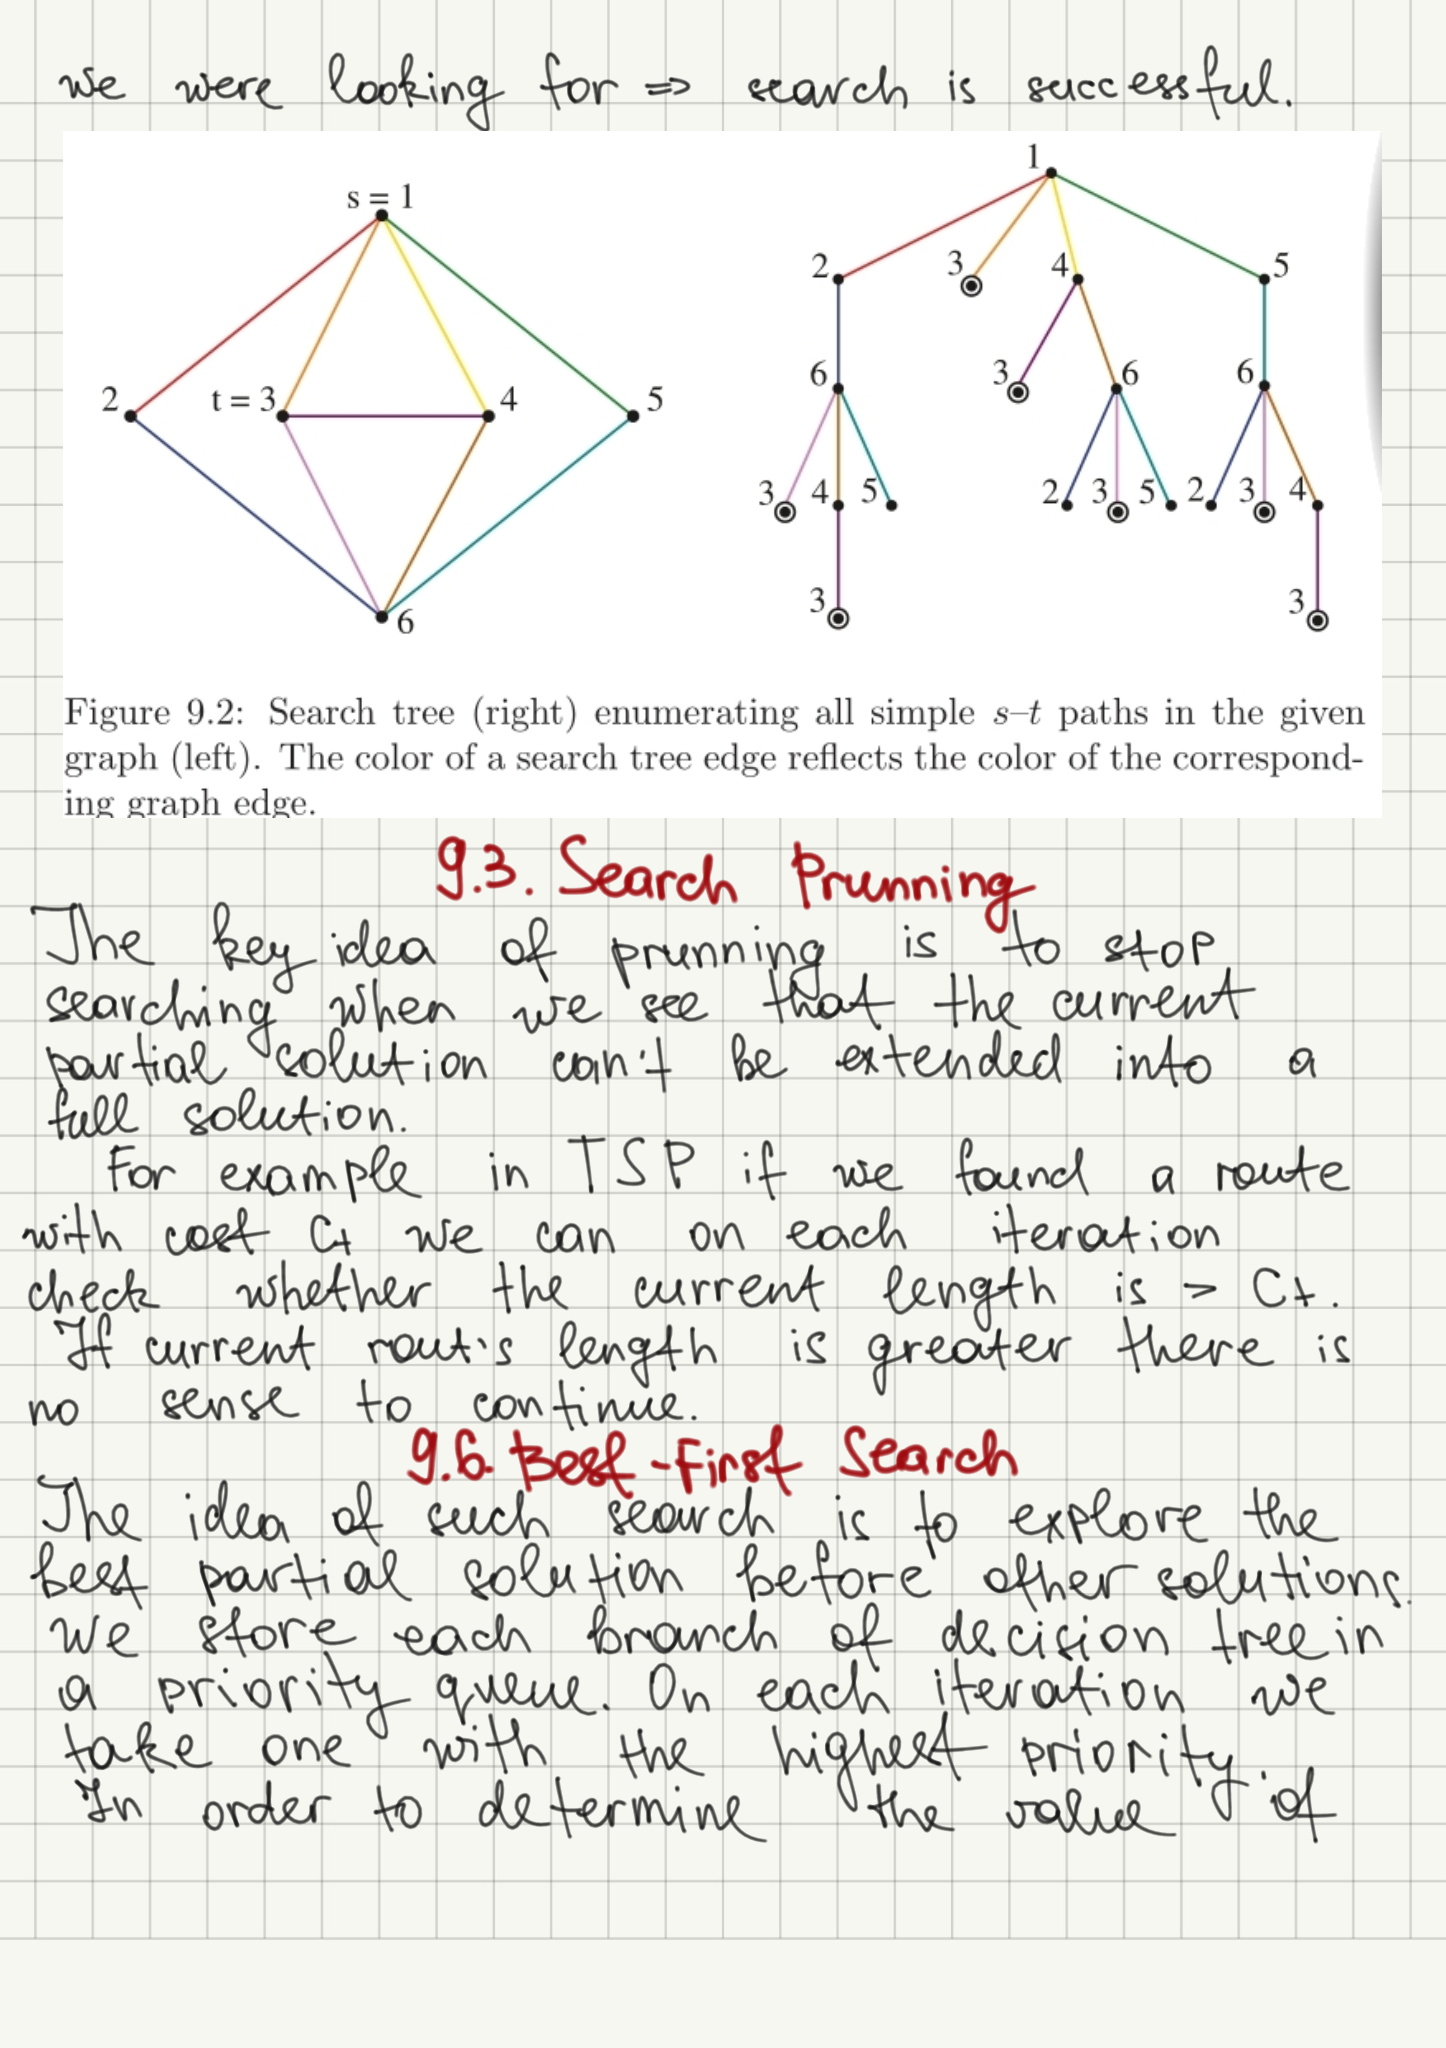 we were looking for => search is successful.
s = 1
2
t = 3
4
5
6
1
2
3
4
5
6
3
6
6
3
4
5
2
3
5
2
3
4
3
3
Figure 9.2: Search tree (right) enumerating all simple s–t paths in the given
graph (left). The color of a search tree edge reflects the color of the correspond-
ing graph edge.
9.3. Search Prunning
The key idea of prunning is to stop
searching when we see that the current
partial solution can't be extended into a
full solution.
For example in TSP if we found a route
with cost Ct we can on each iteration
check whether the current length is > Ct.
If current rout's length is greater there is
no sense to continue.
9.6. Best-First Search
The idea of such search is to explore the
best partial solution before other solutions.
we store each branch of decision tree in
a priority queue. On each iteration we
take one with the highest priority.
In order to determine the value of